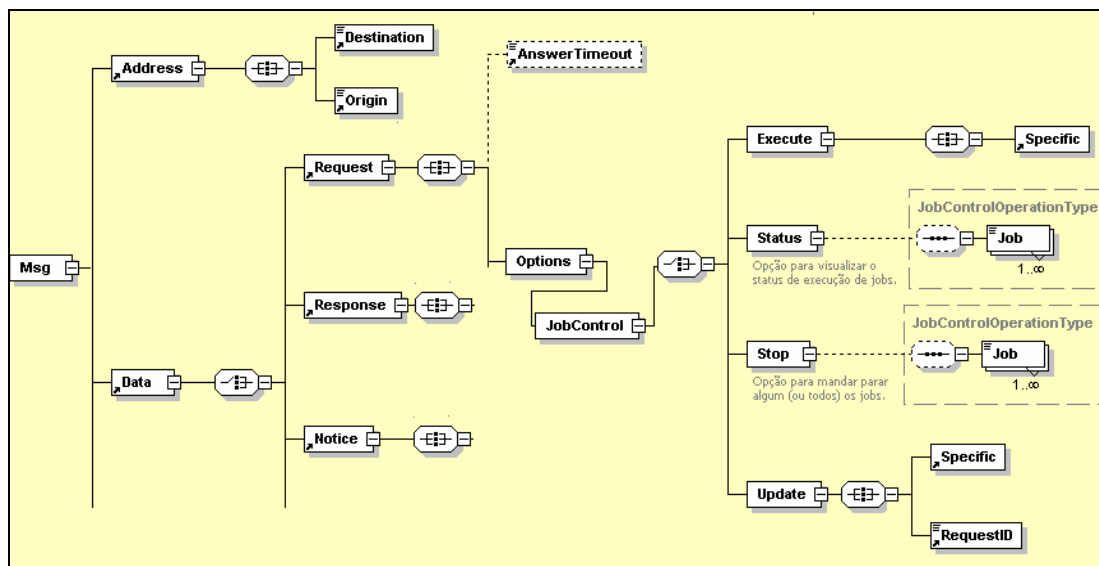 Destination
AnswerTimeout
Address
Origin
Execute
Specific
Request
JobControlOperationType
Status
Job
Msg
Options
Opção para visualizar o
status de execução de jobs.
1..∞
Response
JobControl
JobControlOperationType
Stop
Job
Data
Opção para mandar parar
algum (ou todos) os jobs.
1..∞
Notice
Specific
Update
RequestID